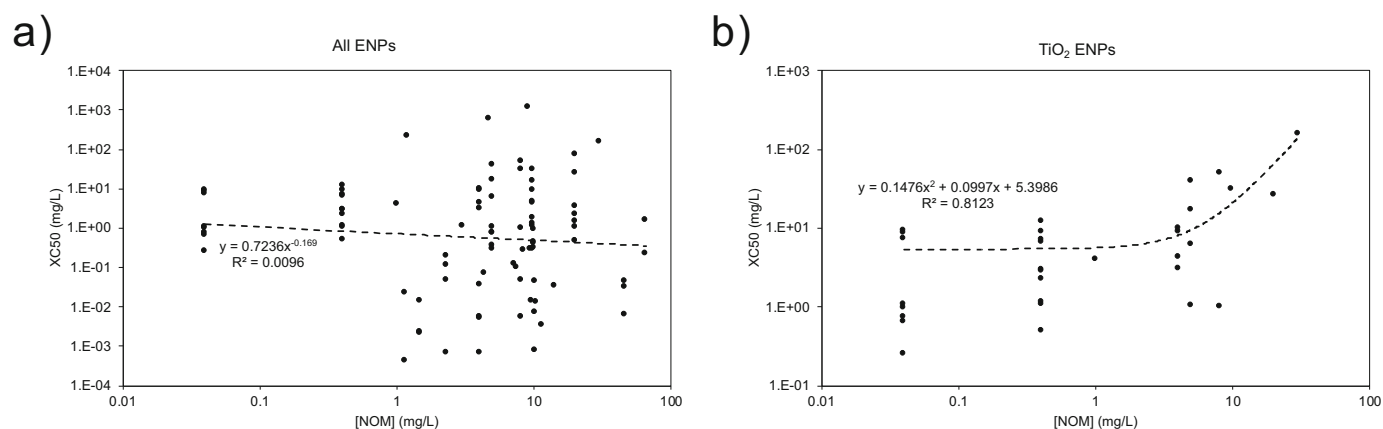 a)
All ENPs
1.E+04
1.E+03
1.E+02
1.E+01
1.E+00
1.E-01
1.E-02
1.E-03
1.E-04
XC50 (mg/L)
y = 0.7236x^-0.169
R² = 0.0096
0.01 0.1 1 10 100
[NOM] (mg/L)
b)
TiO₂ ENPs
1.E+03
1.E+02
1.E+01
1.E+00
1.E-01
XC50 (mg/L)
y = 0.1476x² + 0.0997x + 5.3986
R² = 0.8123
0.01 0.1 1 10 100
[NOM] (mg/L)